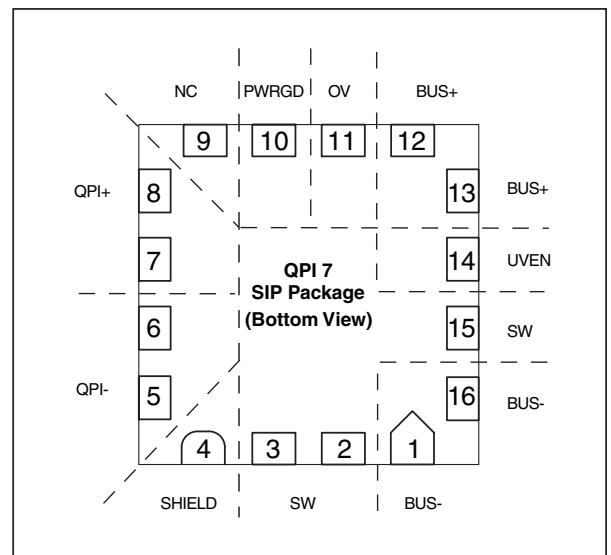 NC PWRGD OV BUS+
9 10 11 12
QPI+ 8 13 BUS+
7 14 UVEN
QPI 7
SIP Package
(Bottom View)
6 15 SW
QPI- 5 16 BUS-
4 3 2 1
SHIELD SW BUS-